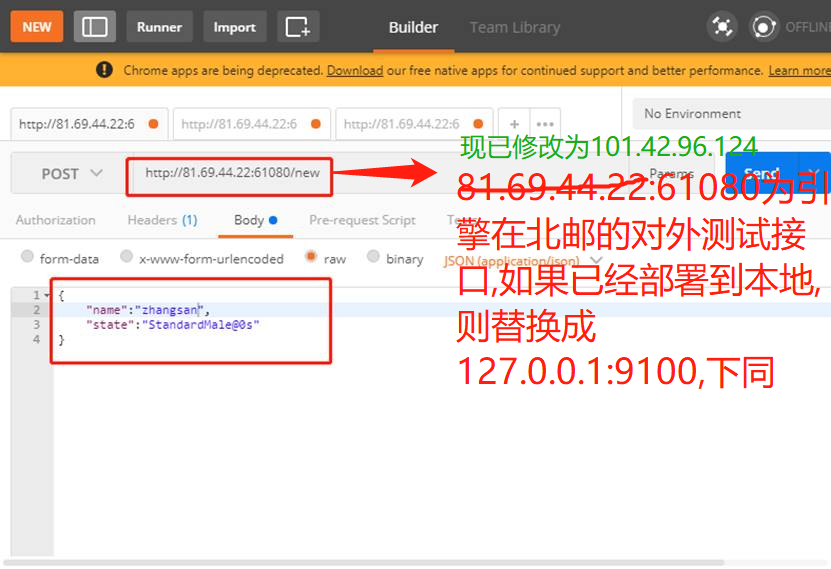 NEW Runner Import Builder Team Library OFFLIN
Chrome apps are being deprecated. Download our free native apps for continued support and better performance. Learn more
http://81.69.44.22:6 http://81.69.44.22:6 http://81.69.44.22:6 + ••• No Environment
现已修改为101.42.96.124
POST http://81.69.44.22:61080/new Params Send
81.69.44.22:61080为引
擎在北邮的对外测试接
口,如果已经部署到本地,
则替换成
127.0.0.1:9100,下同
Authorization Headers (1) Body Pre-request Script Te
form-data x-www-form-urlencoded raw binary JSON (application/json)
1 {
2 "name":"zhangsan",
3 "state":"StandardMale@0s"
4 }